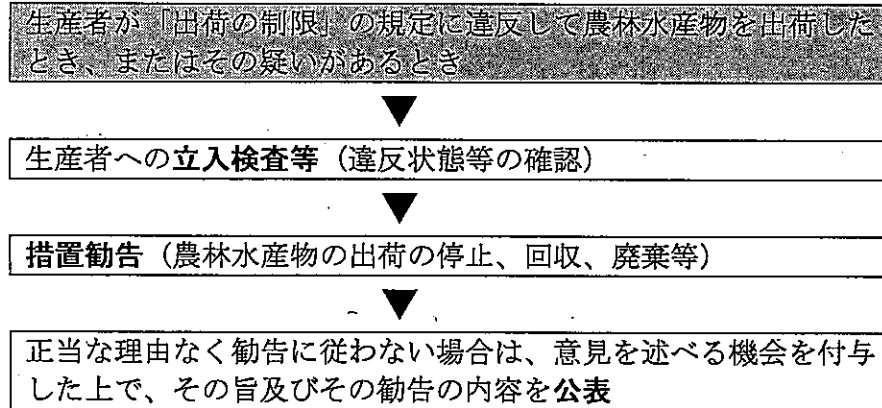 生産者が「出荷の制限」の規定に違反して農林水産物を出荷した
とき、またはその疑いがあるとき
▼
生産者への立入検査等（違反状態等の確認）
▼
措置勧告（農林水産物の出荷の停止、回収、廃棄等）
▼
正当な理由なく勧告に従わない場合は、意見を述べる機会を付与
した上で、その旨及びその勧告の内容を公表